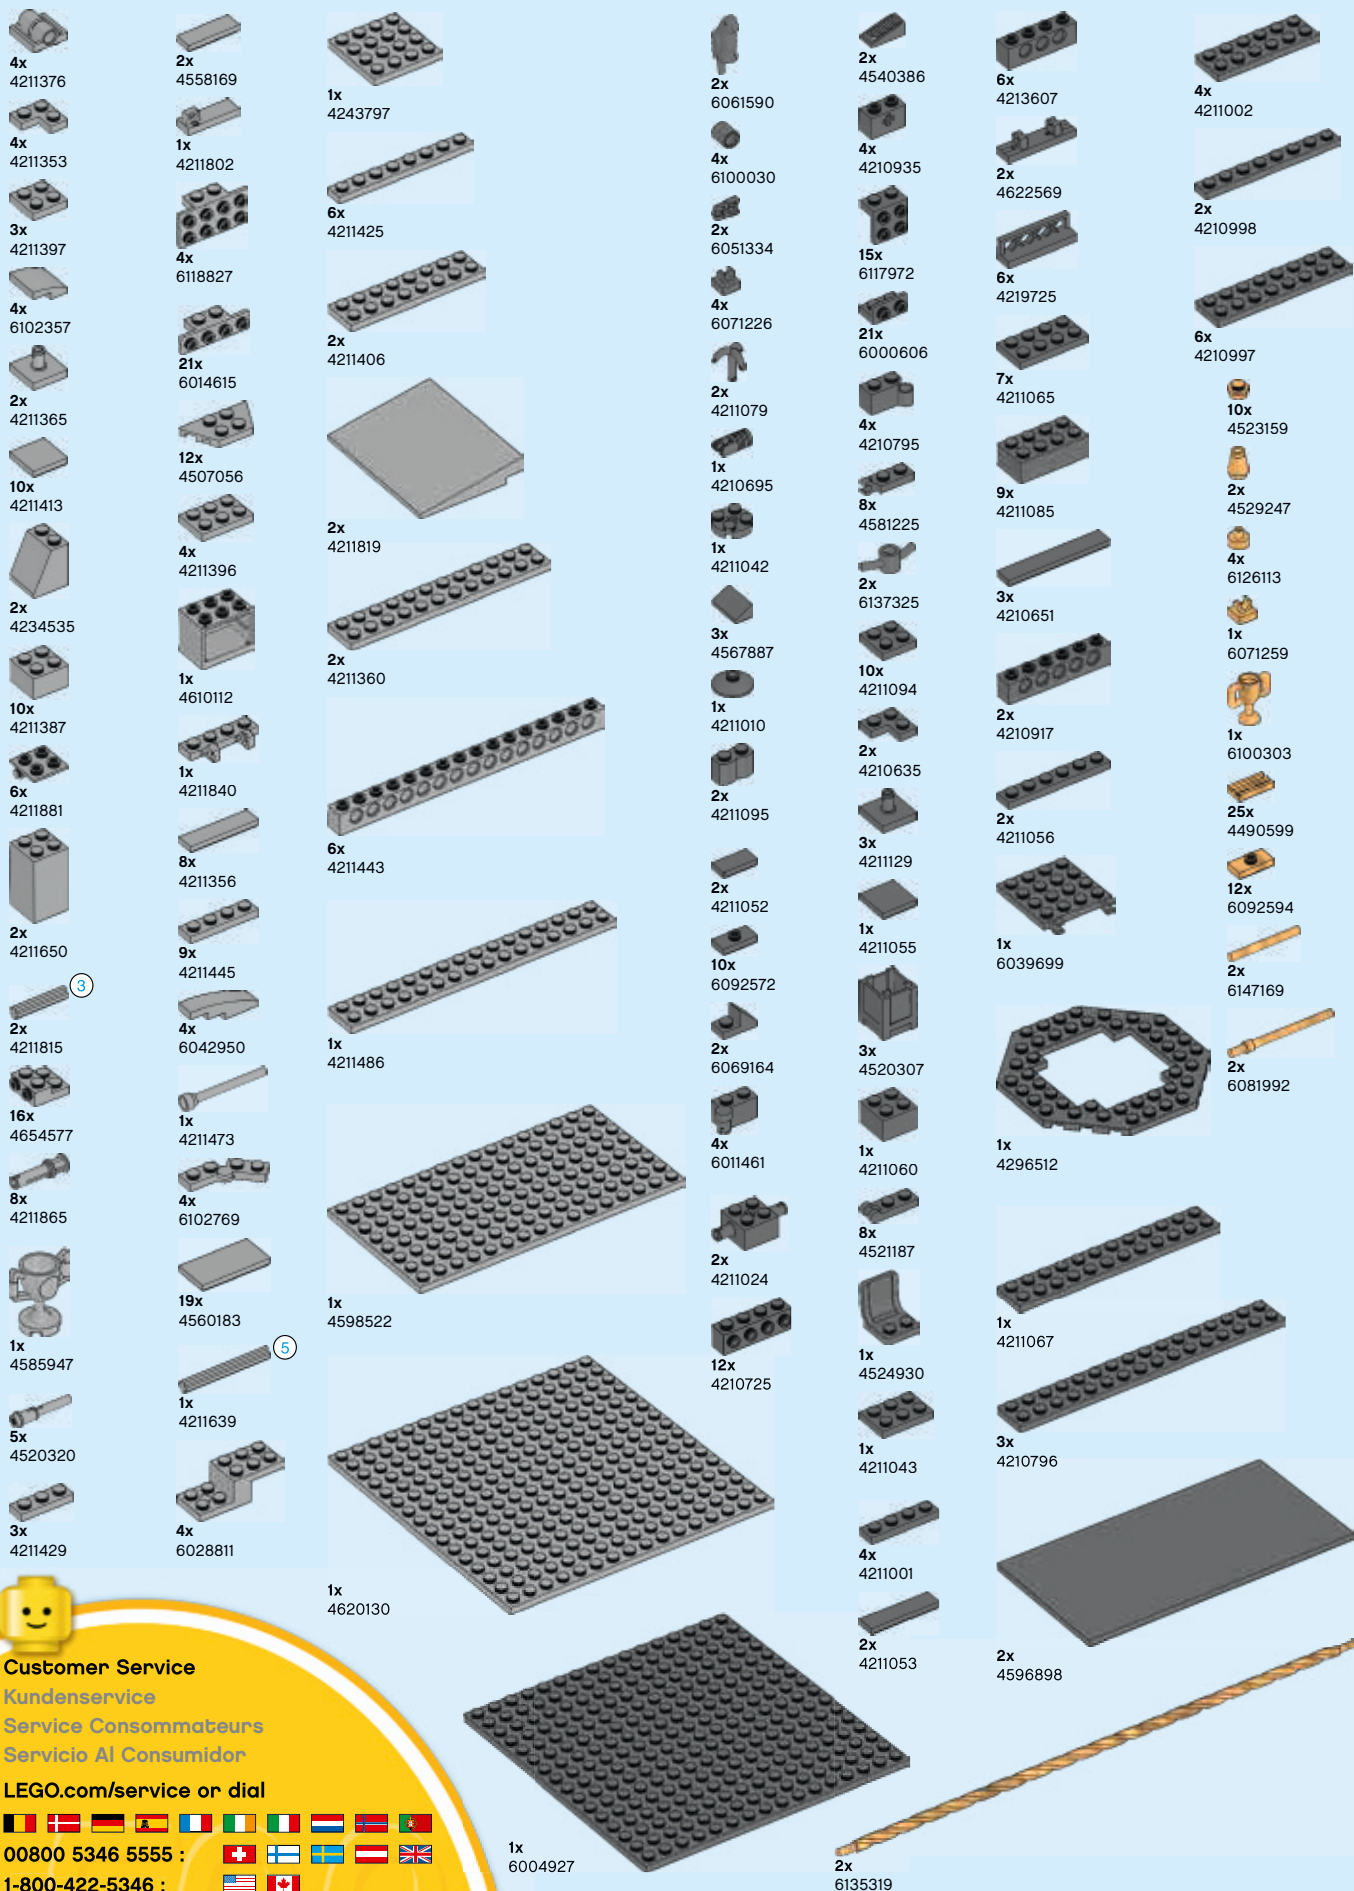 4x
4211376
4x
4211353
3x
4211397
4x
6102357
2x
4211365
10x
4211413
2x
4234535
10x
4211387
6x
4211881
2x
4211650
3
2x
4211815
16x
4654577
8x
4211865
1x
4585947
5x
4520320
3x
4211429
2x
4558169
1x
4211802
4x
6118827
21x
6014615
12x
4507056
4x
4211396
1x
4610112
1x
4211840
8x
4211356
9x
4211445
4x
6042950
1x
4211473
4x
6102769
19x
4560183
5
1x
4211639
4x
6028811
1x
4243797
6x
4211425
2x
4211406
2x
4211819
2x
4211360
6x
4211443
1x
4211486
1x
4598522
1x
4620130
1x
6004927
2x
6061590
4x
6100030
2x
6051334
4x
6071226
2x
4211079
1x
4210695
1x
4211042
3x
4567887
1x
4211010
2x
4211095
2x
4211052
10x
6092572
2x
6069164
4x
6011461
2x
4211024
12x
4210725
2x
4540386
4x
4210935
15x
6117972
21x
6000606
4x
4210795
8x
4581225
2x
6137325
10x
4211094
2x
4210635
3x
4211129
1x
4211055
3x
4520307
1x
4211060
8x
4521187
1x
4524930
1x
4211043
4x
4211001
2x
4211053
2x
6135319
6x
4213607
2x
4622569
6x
4219725
7x
4211065
9x
4211085
3x
4210651
2x
4210917
2x
4211056
1x
6039699
1x
4296512
1x
4211067
3x
4210796
2x
4596898
4x
4211002
2x
4210998
6x
4210997
10x
4523159
2x
4529247
4x
6126113
1x
6071259
1x
6100303
25x
4490599
12x
6092594
2x
6147169
2x
6081992
Customer Service
Kundenservice
Service Consommateurs
Servicio Al Consumidor
LEGO.com/service or dial
00800 5346 5555 :
1-800-422-5346 :